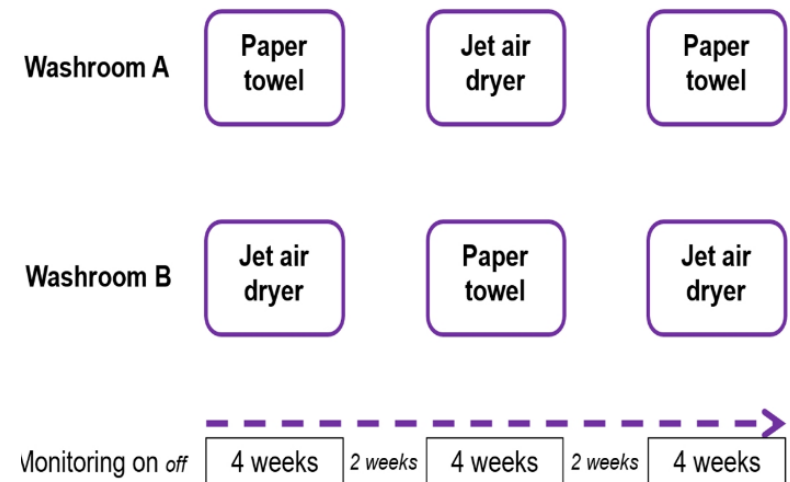 Paper
towel
Jet air
dryer
Paper
towel
Washroom A
Jet air
dryer
Paper
towel
Jet air
dryer
Washroom B
Monitoring on off
4 weeks
2 weeks
4 weeks
2 weeks
4 weeks